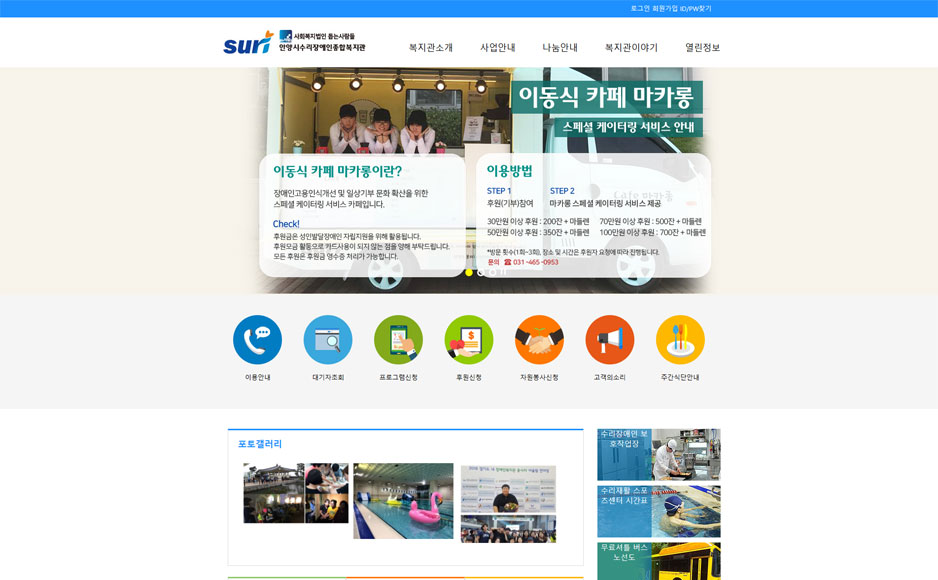 로그인 회원가입 ID/PW찾기
suri
사회복지법인 돕는사람들
안양시수리장애인종합복지관
복지관소개 사업안내 나눔안내 복지관이야기 열린정보
이동식 카페 마카롱
스페셜 케이터링 서비스 안내
이동식 카페 마카롱이란?
장애인고용인식개선 및 일상기부 문화 확산을 위한
스페셜 케이터링 서비스 카페입니다.
Check!
후원금은 성인발달장애인 자립지원을 위해 활용됩니다.
후원모금 활동으로 카드사용이 되지 않는 점을 양해 부탁드립니다.
모든 후원은 후원금 영수증 처리가 가능합니다.
이용방법
STEP 1 STEP 2
후원(기부)참여 마카롱 스페셜 케이터링 서비스 제공
30만원 이상 후원 : 200잔 + 마들렌 70만원 이상 후원 : 500잔 + 마들렌
50만원 이상 후원 : 350잔 + 마들렌 100만원 이상 후원 : 700잔 + 마들렌
*방문 횟수(1회~3회), 장소 및 시간은 후원자 요청에 따라 진행됩니다.
문의 ☎ 031 -465 -0953
이용안내 대기자조회 프로그램신청 후원신청 자원봉사신청 고객의소리 주간식단안내
포토갤러리
수리장애인 보
호작업장
수리재활 스포
츠센터 시간표
무료셔틀 버스
노선도